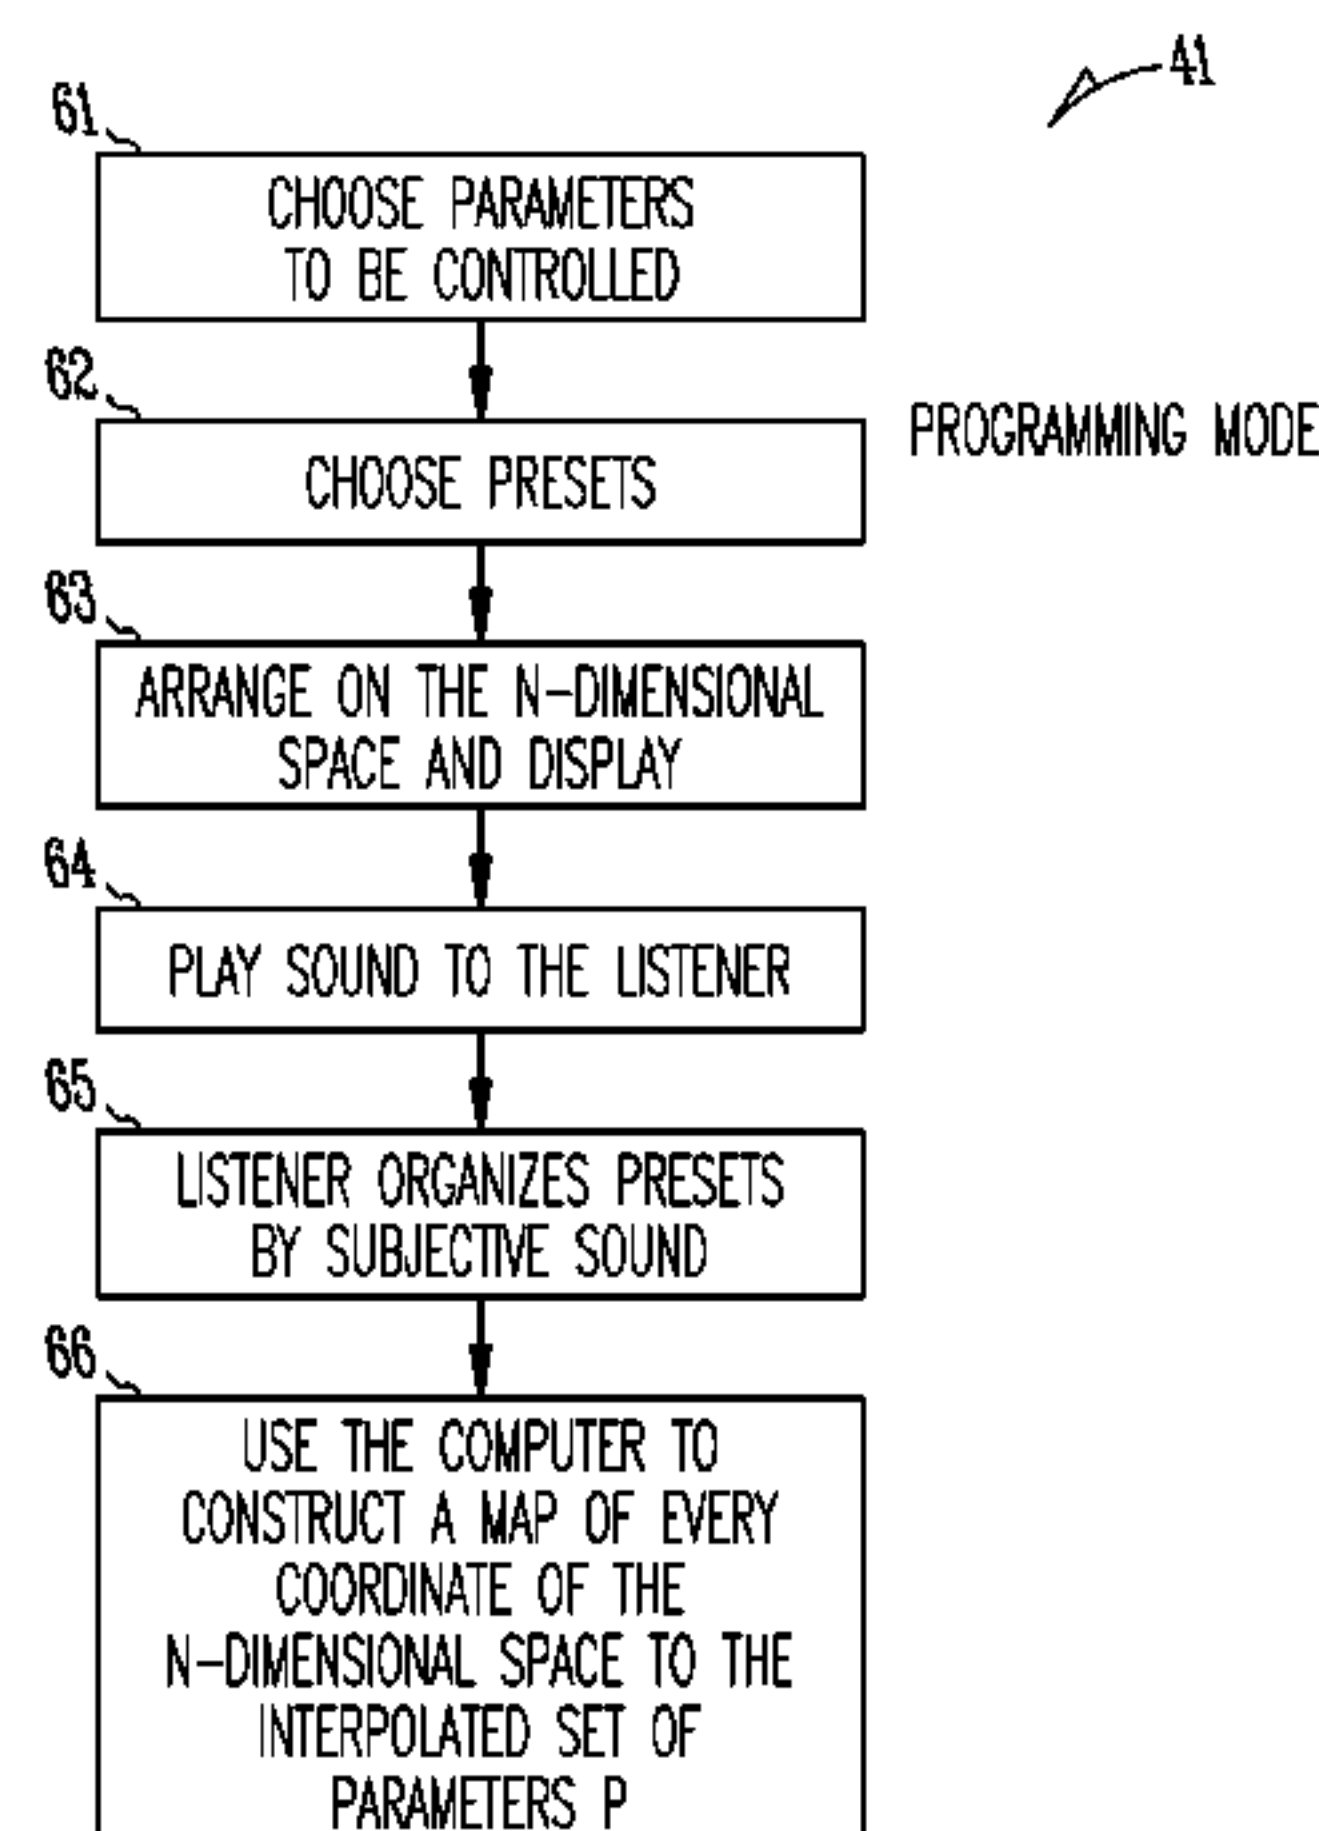 41
61
CHOOSE PARAMETERS
TO BE CONTROLLED
62
CHOOSE PRESETS
PROGRAMMING MODE
63
ARRANGE ON THE N-DIMENSIONAL
SPACE AND DISPLAY
64
PLAY SOUND TO THE LISTENER
65
LISTENER ORGANIZES PRESETS
BY SUBJECTIVE SOUND
66
USE THE COMPUTER TO
CONSTRUCT A MAP OF EVERY
COORDINATE OF THE
N-DIMENSIONAL SPACE TO THE
INTERPOLATED SET OF
PARAMETERS P